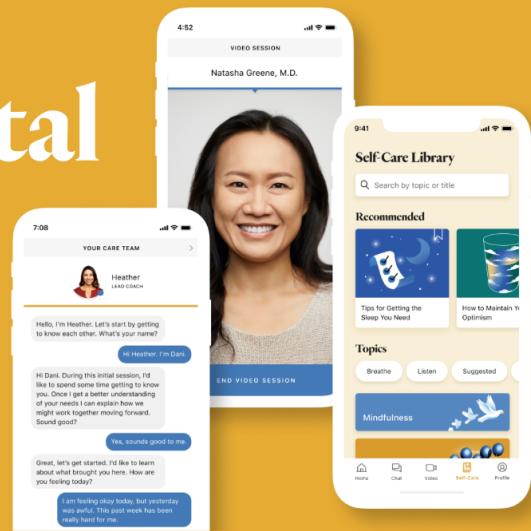 tal
4:52
VIDEO SESSION
Natasha Greene, M.D.
END VIDEO SESSION
7:08
YOUR CARE TEAM
Heather
LEAD COACH
Hello, I'm Heather. Let's start by getting
to know each other. What's your name?
Hi Heather. I'm Dani.
Hi Dani. During this initial session, I'd
like to spend some time getting to know
you. Once I get a better understanding
of your needs I can explain how we
might work together moving forward.
Sound good?
Yes, sounds good to me.
Great, let's get started. I'd like to learn
about what brought you here. How are
you feeling today?
I am feeling okay today, but yesterday
was awful. This past week has been
really hard for me.
9:41
Self-Care Library
Search by topic or title
Recommended
Tips for Getting the
Sleep You Need
How to Maintain Y
Optimism
Topics
Breathe
Listen
Suggested
Mindfulness
Home
Chat
Video
Self-Care
Profile